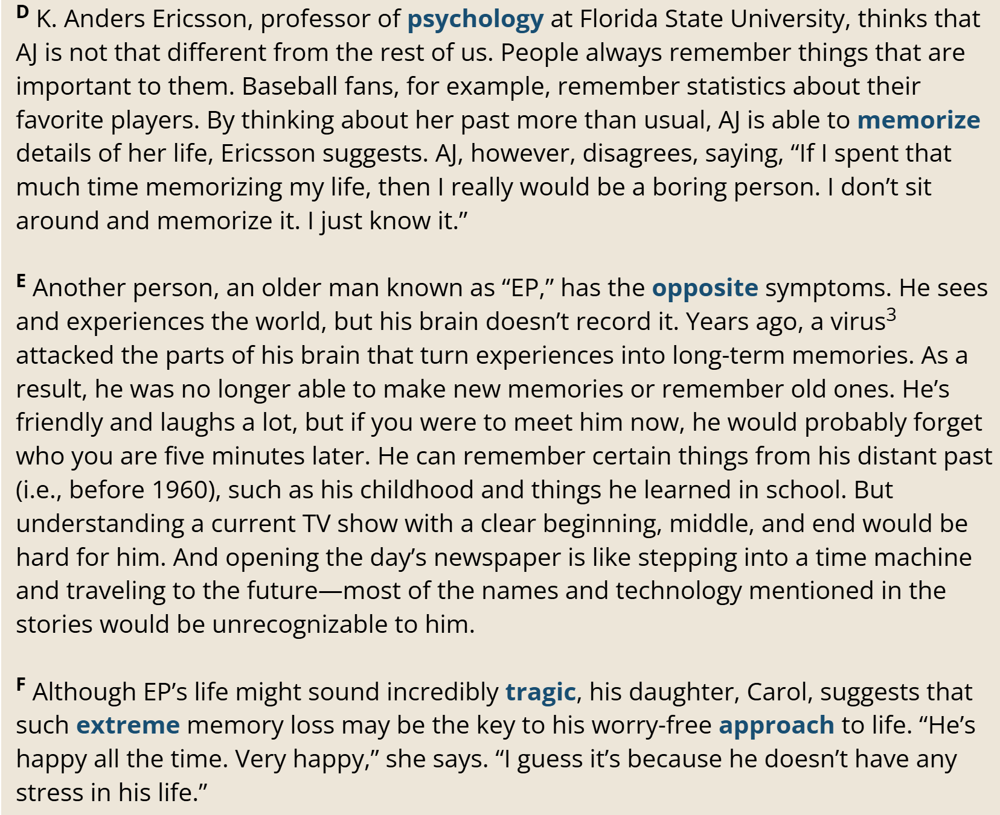 D K. Anders Ericsson, professor of psychology at Florida State University, thinks that
AJ is not that different from the rest of us. People always remember things that are
important to them. Baseball fans, for example, remember statistics about their
favorite players. By thinking about her past more than usual, AJ is able to memorize
details of her life, Ericsson suggests. AJ, however, disagrees, saying, “If I spent that
much time memorizing my life, then I really would be a boring person. I don’t sit
around and memorize it. I just know it.”
E Another person, an older man known as “EP,” has the opposite symptoms. He sees
and experiences the world, but his brain doesn’t record it. Years ago, a virus3
attacked the parts of his brain that turn experiences into long-term memories. As a
result, he was no longer able to make new memories or remember old ones. He’s
friendly and laughs a lot, but if you were to meet him now, he would probably forget
who you are five minutes later. He can remember certain things from his distant past
(i.e., before 1960), such as his childhood and things he learned in school. But
understanding a current TV show with a clear beginning, middle, and end would be
hard for him. And opening the day’s newspaper is like stepping into a time machine
and traveling to the future—most of the names and technology mentioned in the
stories would be unrecognizable to him.
F Although EP’s life might sound incredibly tragic, his daughter, Carol, suggests that
such extreme memory loss may be the key to his worry-free approach to life. “He’s
happy all the time. Very happy,” she says. “I guess it’s because he doesn’t have any
stress in his life.”